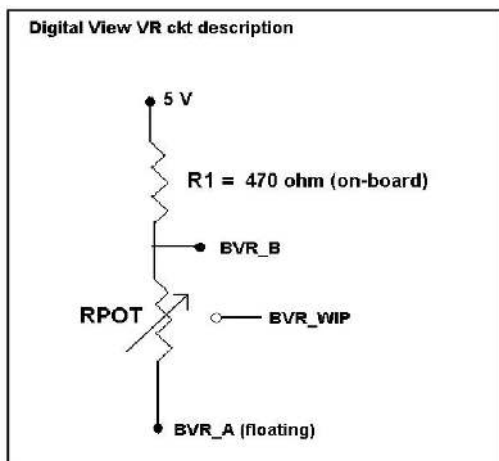 Digital View VR ckt description
5 V
R1 = 470 ohm (on-board)
BVR_B
RPOT
BVR_WIP
BVR_A (floating)